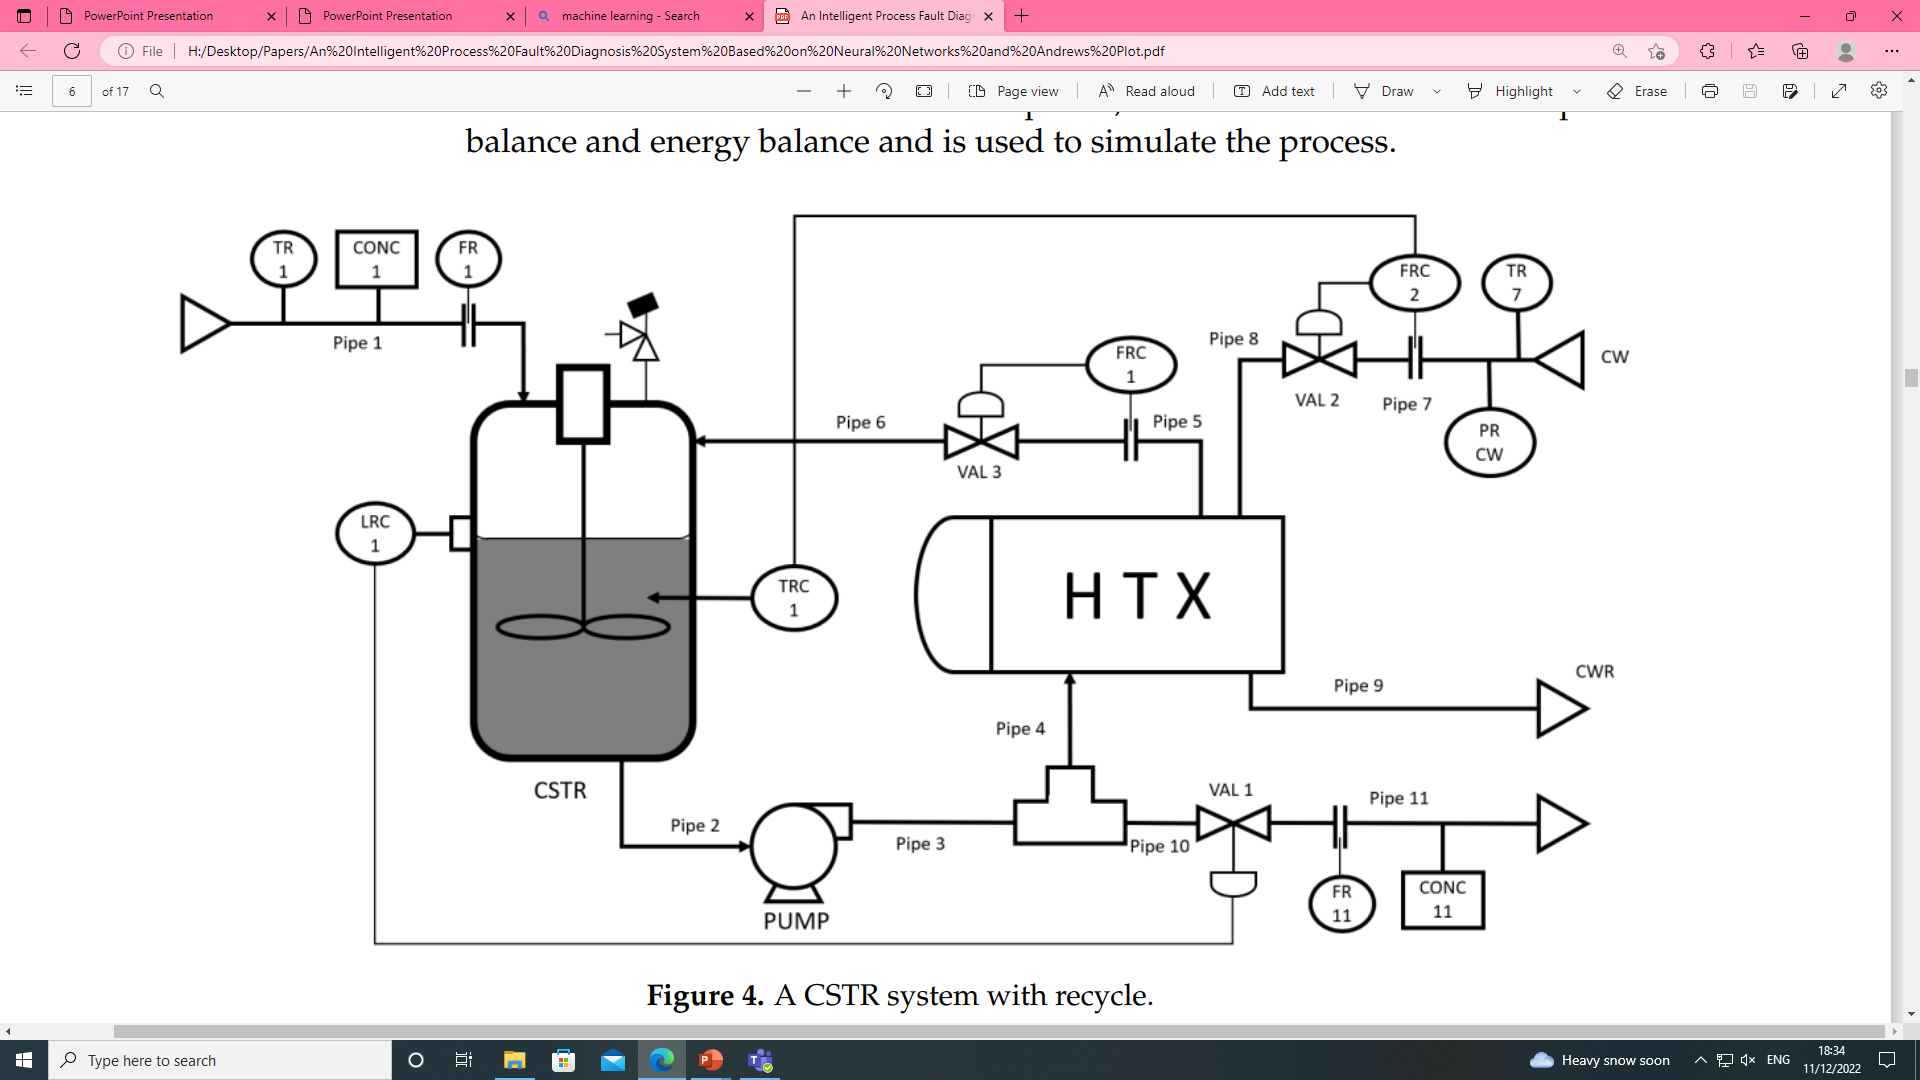 PowerPoint Presentation
PowerPoint Presentation
machine learning - Search
An Intelligent Process Fault Diag
File
H:/Desktop/Papers/An%20Intelligent%20Process%20Fault%20Diagnosis%20System%20Based%20on%20Neural%20Networks%20and%20Andrews%20Plot.pdf
6
of 17
Page view
Read aloud
Add text
Draw
Highlight
Erase
balance and energy balance and is used to simulate the process.
TR
1
CONC
1
FR
1
Pipe 1
FRC
2
TR
7
Pipe 8
CW
VAL 2
Pipe 7
PR
CW
FRC
1
Pipe 6
Pipe 5
VAL 3
LRC
1
TRC
1
HTX
CWR
Pipe 9
Pipe 4
CSTR
VAL 1
Pipe 11
Pipe 2
Pipe 3
Pipe 10
PUMP
FR
11
CONC
11
Figure 4. A CSTR system with recycle.
Type here to search
Heavy snow soon
ENG
18:34
11/12/2022